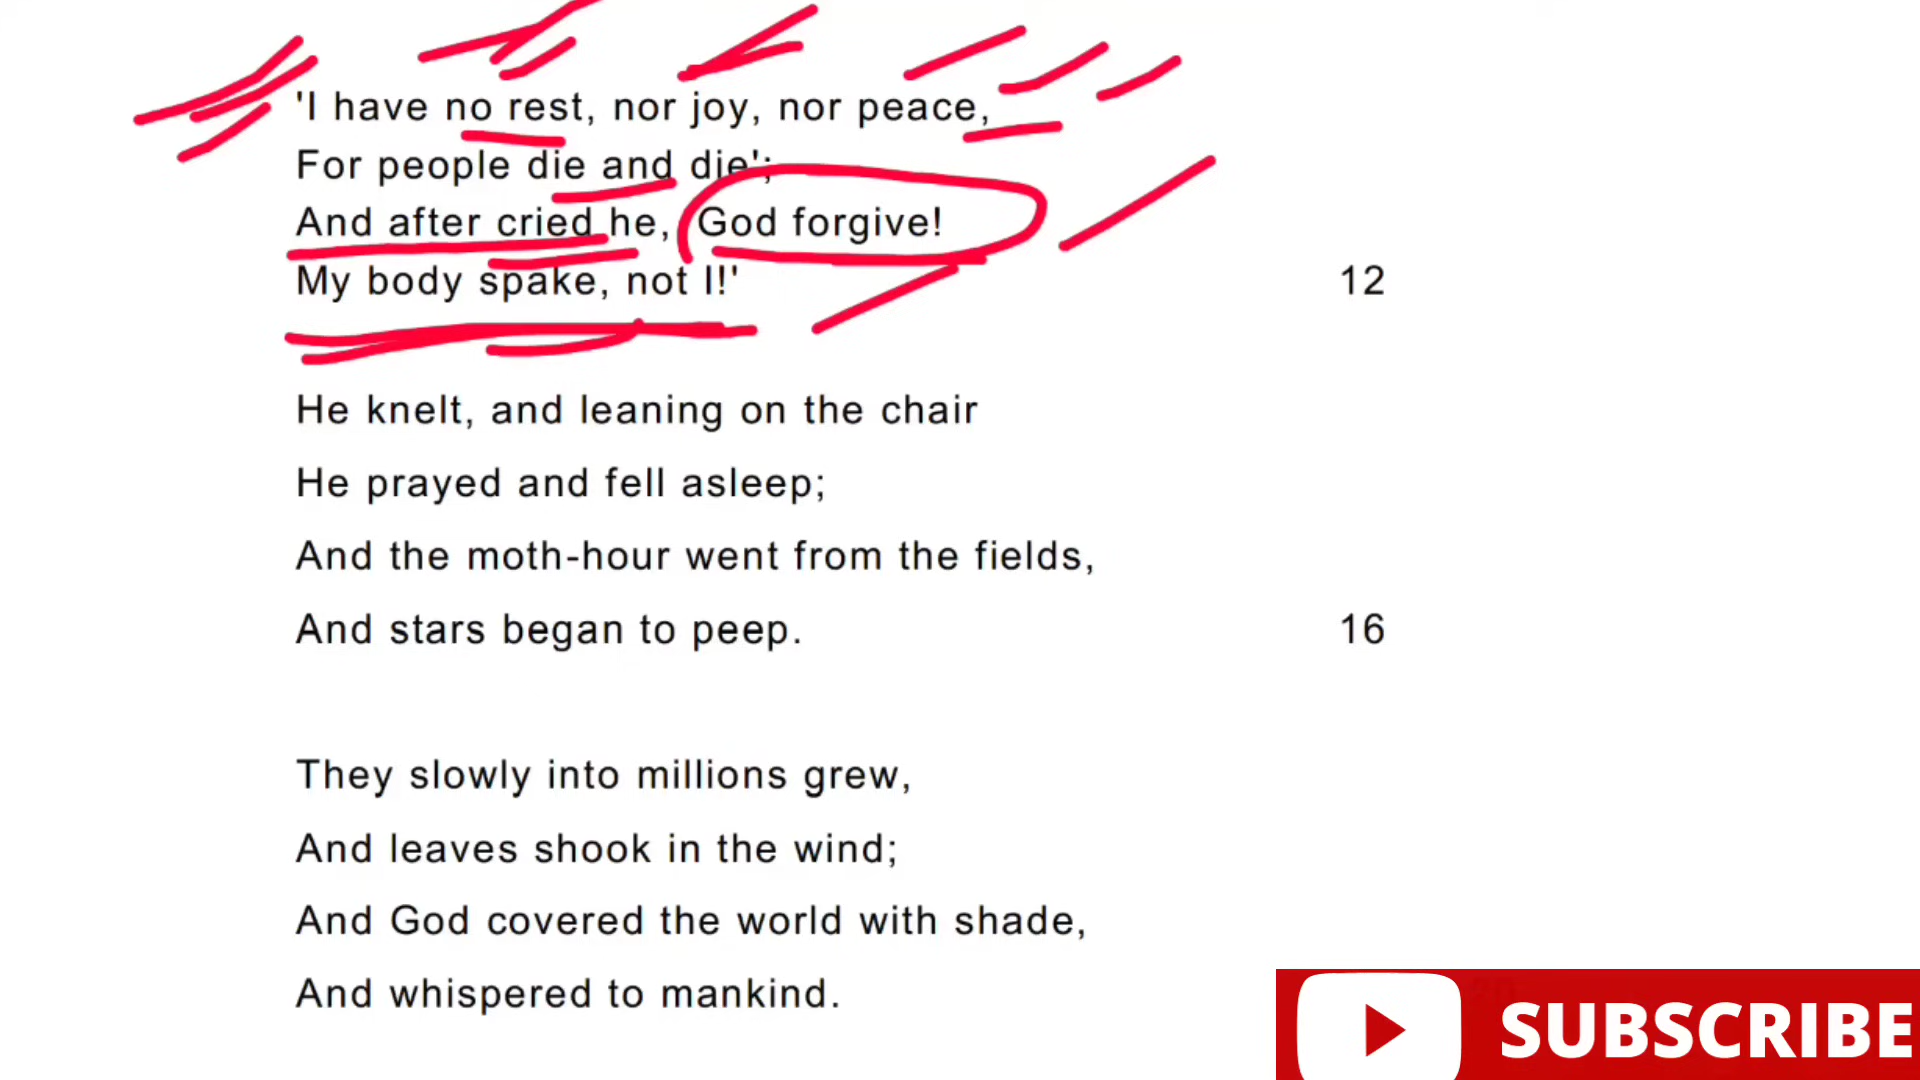 'I have no rest, nor joy, nor peace,
For people die and die';
And after cried he, God forgive!
My body spake, not I!'
12
He knelt, and leaning on the chair
He prayed and fell asleep;
And the moth-hour went from the fields,
And stars began to peep.
16
They slowly into millions grew,
And leaves shook in the wind;
And God covered the world with shade,
And whispered to mankind.
SUBSCRIBE